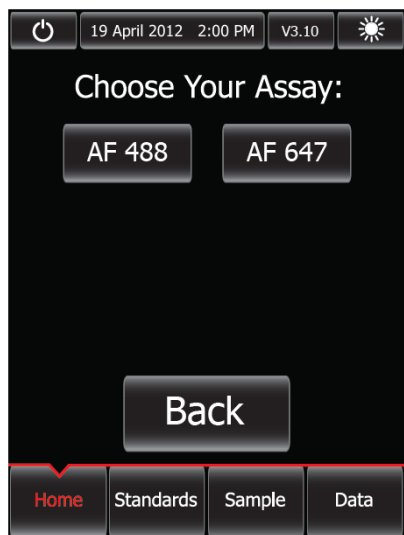 19 April 2012 2:00 PM V3.10
Choose Your Assay:
AF 488 AF 647
Back
Home Standards Sample Data